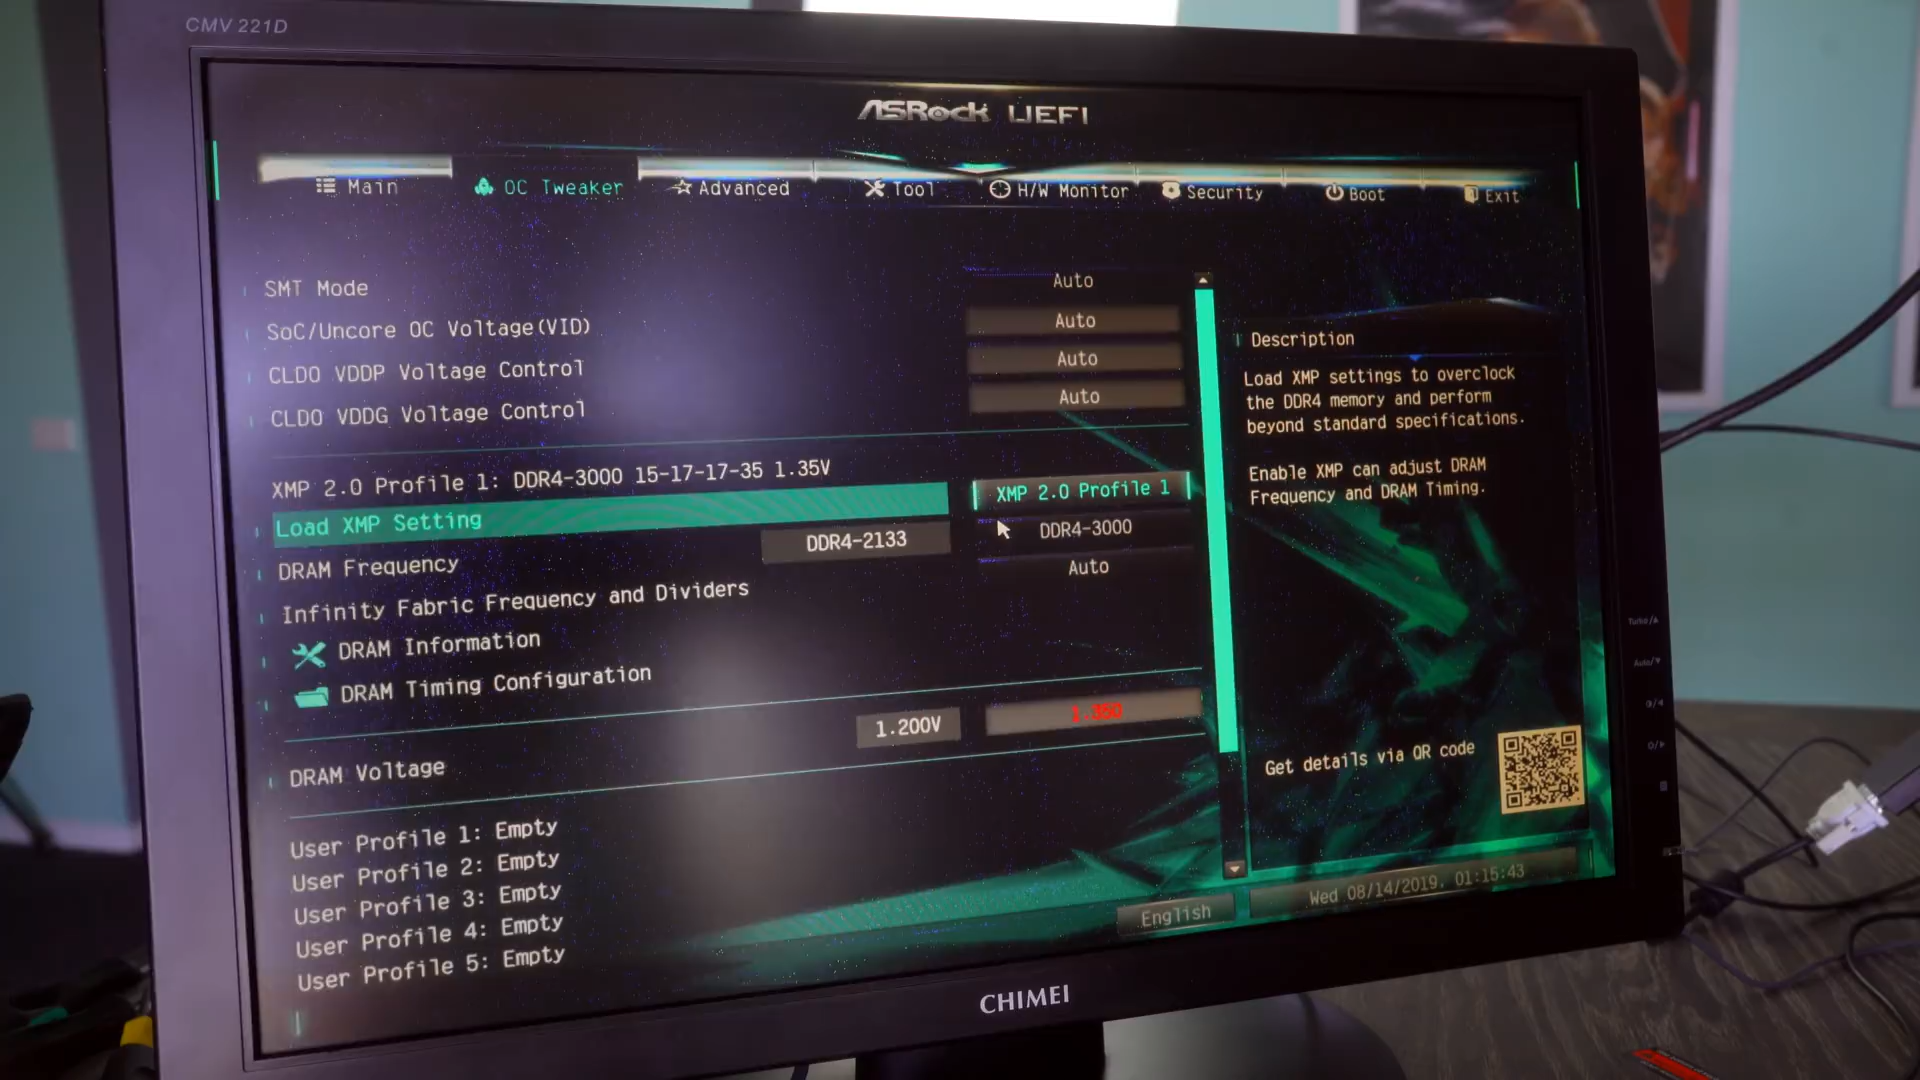 CMV 221D
ASRock UEFI
Main
OC Tweaker
Advanced
Tool
H/W Monitor
Security
Boot
Exit
SMT Mode Auto
SoC/Uncore OC Voltage(VID) Auto
CLDO VDDP Voltage Control Auto
CLDO VDDG Voltage Control Auto
XMP 2.0 Profile 1: DDR4-3000 15-17-17-35 1.35V
Load XMP Setting XMP 2.0 Profile 1
DRAM Frequency DDR4-2133 DDR4-3000
Infinity Fabric Frequency and Dividers Auto
DRAM Information
DRAM Timing Configuration
DRAM Voltage 1.200V 1.350
User Profile 1: Empty
User Profile 2: Empty
User Profile 3: Empty
User Profile 4: Empty
User Profile 5: Empty
Description
Load XMP settings to overclock
the DDR4 memory and perform
beyond standard specifications.
Enable XMP can adjust DRAM
Frequency and DRAM Timing.
Get details via QR code
English
Wed 08/14/2019. 01:15:43
Turbo/▲
Auto/▼
CHIMEI